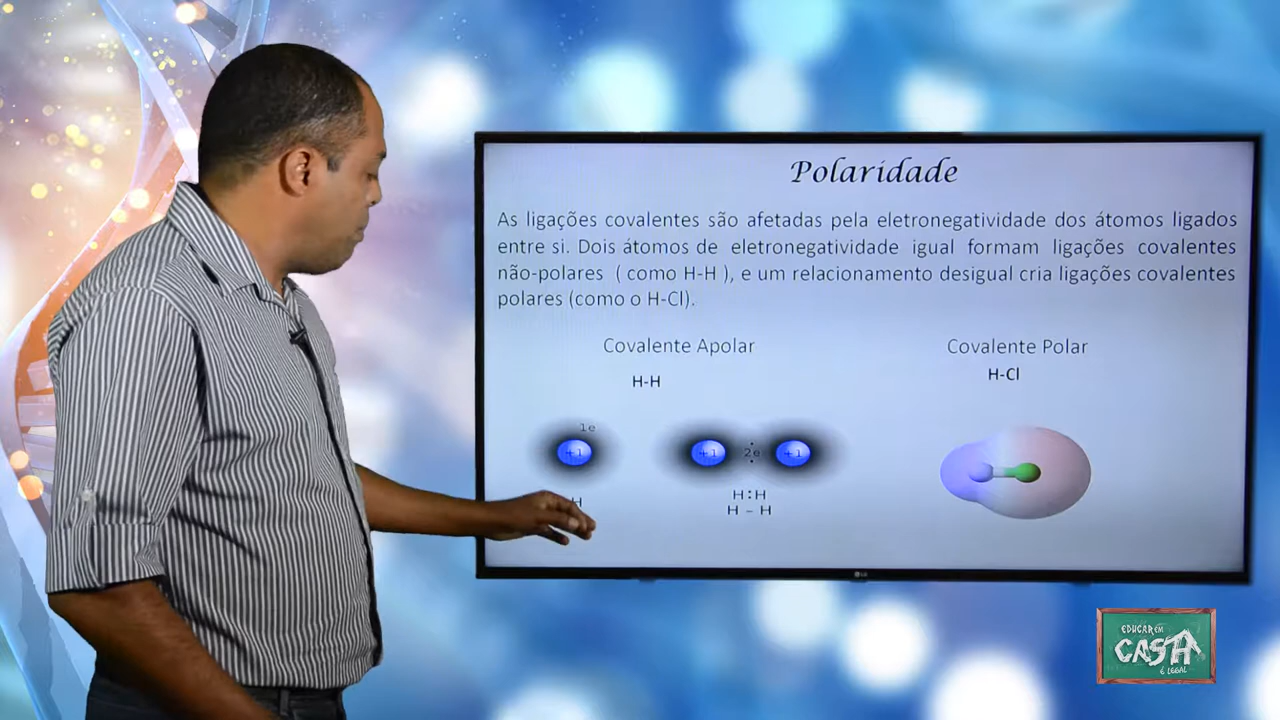 Polaridade
As ligações covalentes são afetadas pela eletronegatividade dos átomos ligados
entre si. Dois átomos de eletronegatividade igual formam ligações covalentes
não-polares ( como H-H ), e um relacionamento desigual cria ligações covalentes
polares (como o H-Cl).
Covalente Apolar
H-H
Covalente Polar
H-Cl
1e
+1
+1 2e +1
H
H:H
H – H
LG
EDUCAR EM
CASA
É LEGAL